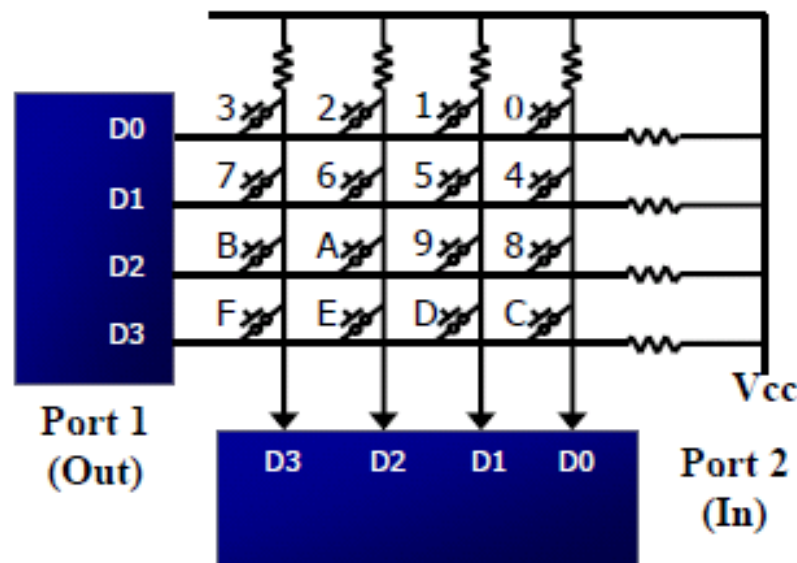 3 2 1 0
D0
7 6 5 4
D1
B A 9 8
D2
F E D C
D3
Vcc
Port 1
(Out)
D3 D2 D1 D0
Port 2
(In)